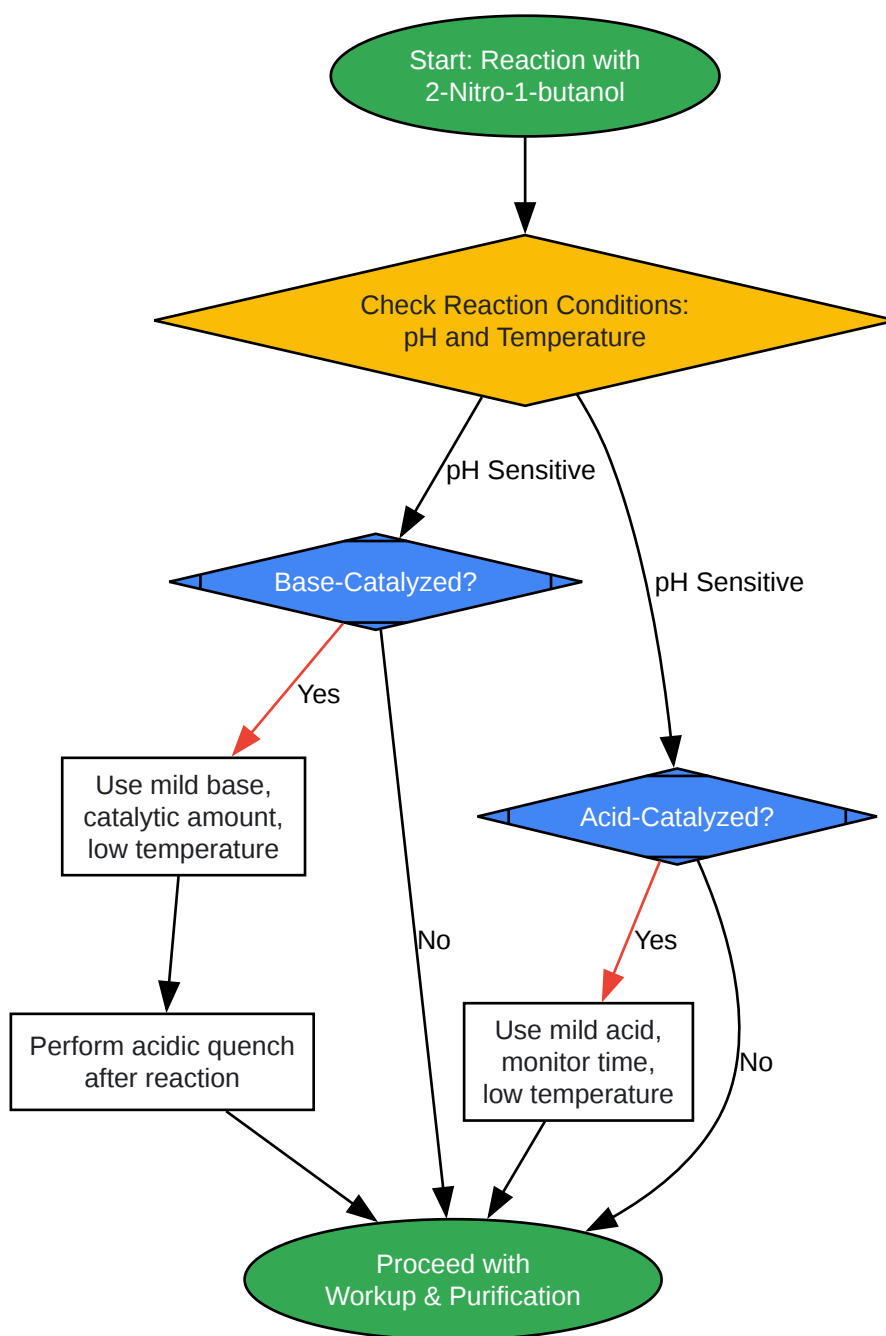 Start: Reaction with
2-Nitro-1-butanol
Check Reaction Conditions:
pH and Temperature
pH Sensitive
Base-Catalyzed?
pH Sensitive
Yes
Use mild base,
catalytic amount,
low temperature
Acid-Catalyzed?
No
Yes
Perform acidic quench
after reaction
Use mild acid,
monitor time,
low temperature
No
Proceed with
Workup & Purification